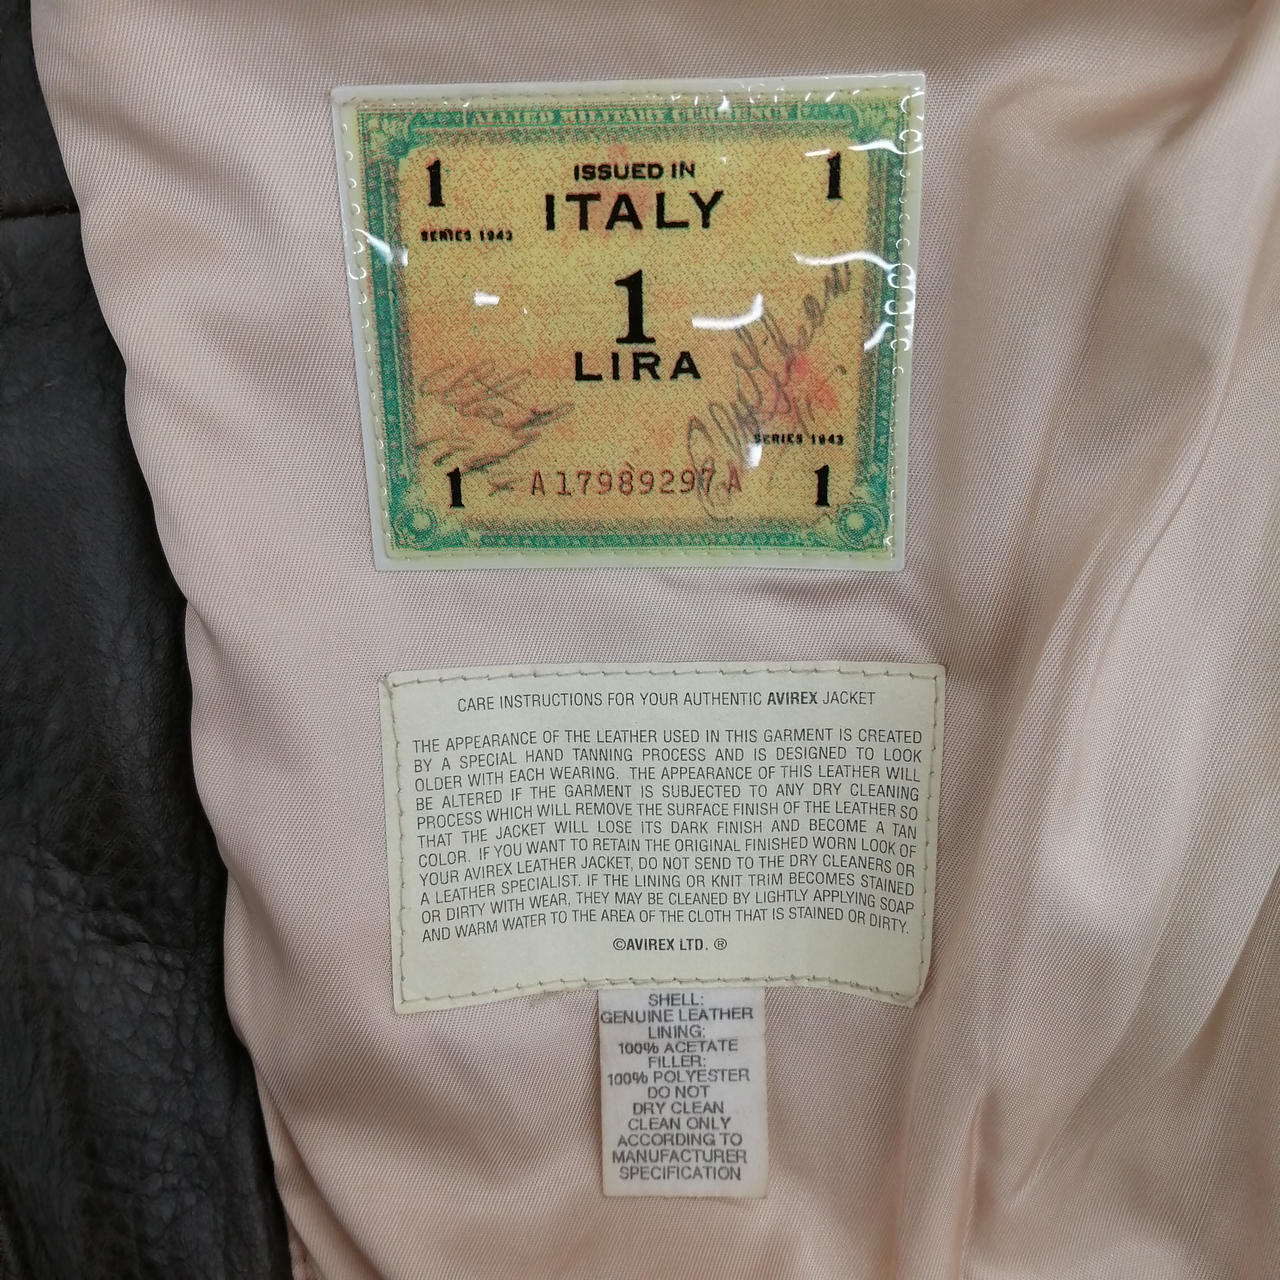 ALLIED MILITARY CURRENCY
1 ISSUED IN 1
ITALY
SERIES 1943
1
LIRA
SERIES 1943
1 A17989297A 1
CARE INSTRUCTIONS FOR YOUR AUTHENTIC AVIREX JACKET
THE APPEARANCE OF THE LEATHER USED IN THIS GARMENT IS CREATED
BY A SPECIAL HAND TANNING PROCESS AND IS DESIGNED TO LOOK
OLDER WITH EACH WEARING. THE APPEARANCE OF THIS LEATHER WILL
BE ALTERED IF THE GARMENT IS SUBJECTED TO ANY DRY CLEANING
PROCESS WHICH WILL REMOVE THE SURFACE FINISH OF THE LEATHER SO
THAT THE JACKET WILL LOSE ITS DARK FINISH AND BECOME A TAN
COLOR. IF YOU WANT TO RETAIN THE ORIGINAL FINISHED WORN LOOK OF
YOUR AVIREX LEATHER JACKET, DO NOT SEND TO THE DRY CLEANERS OR
A LEATHER SPECIALIST. IF THE LINING OR KNIT TRIM BECOMES STAINED
OR DIRTY WITH WEAR, THEY MAY BE CLEANED BY LIGHTLY APPLYING SOAP
AND WARM WATER TO THE AREA OF THE CLOTH THAT IS STAINED OR DIRTY.
©AVIREX LTD. ®
SHELL:
GENUINE LEATHER
LINING:
100% ACETATE
FILLER:
100% POLYESTER
DO NOT
DRY CLEAN
CLEAN ONLY
ACCORDING TO
MANUFACTURER
SPECIFICATION